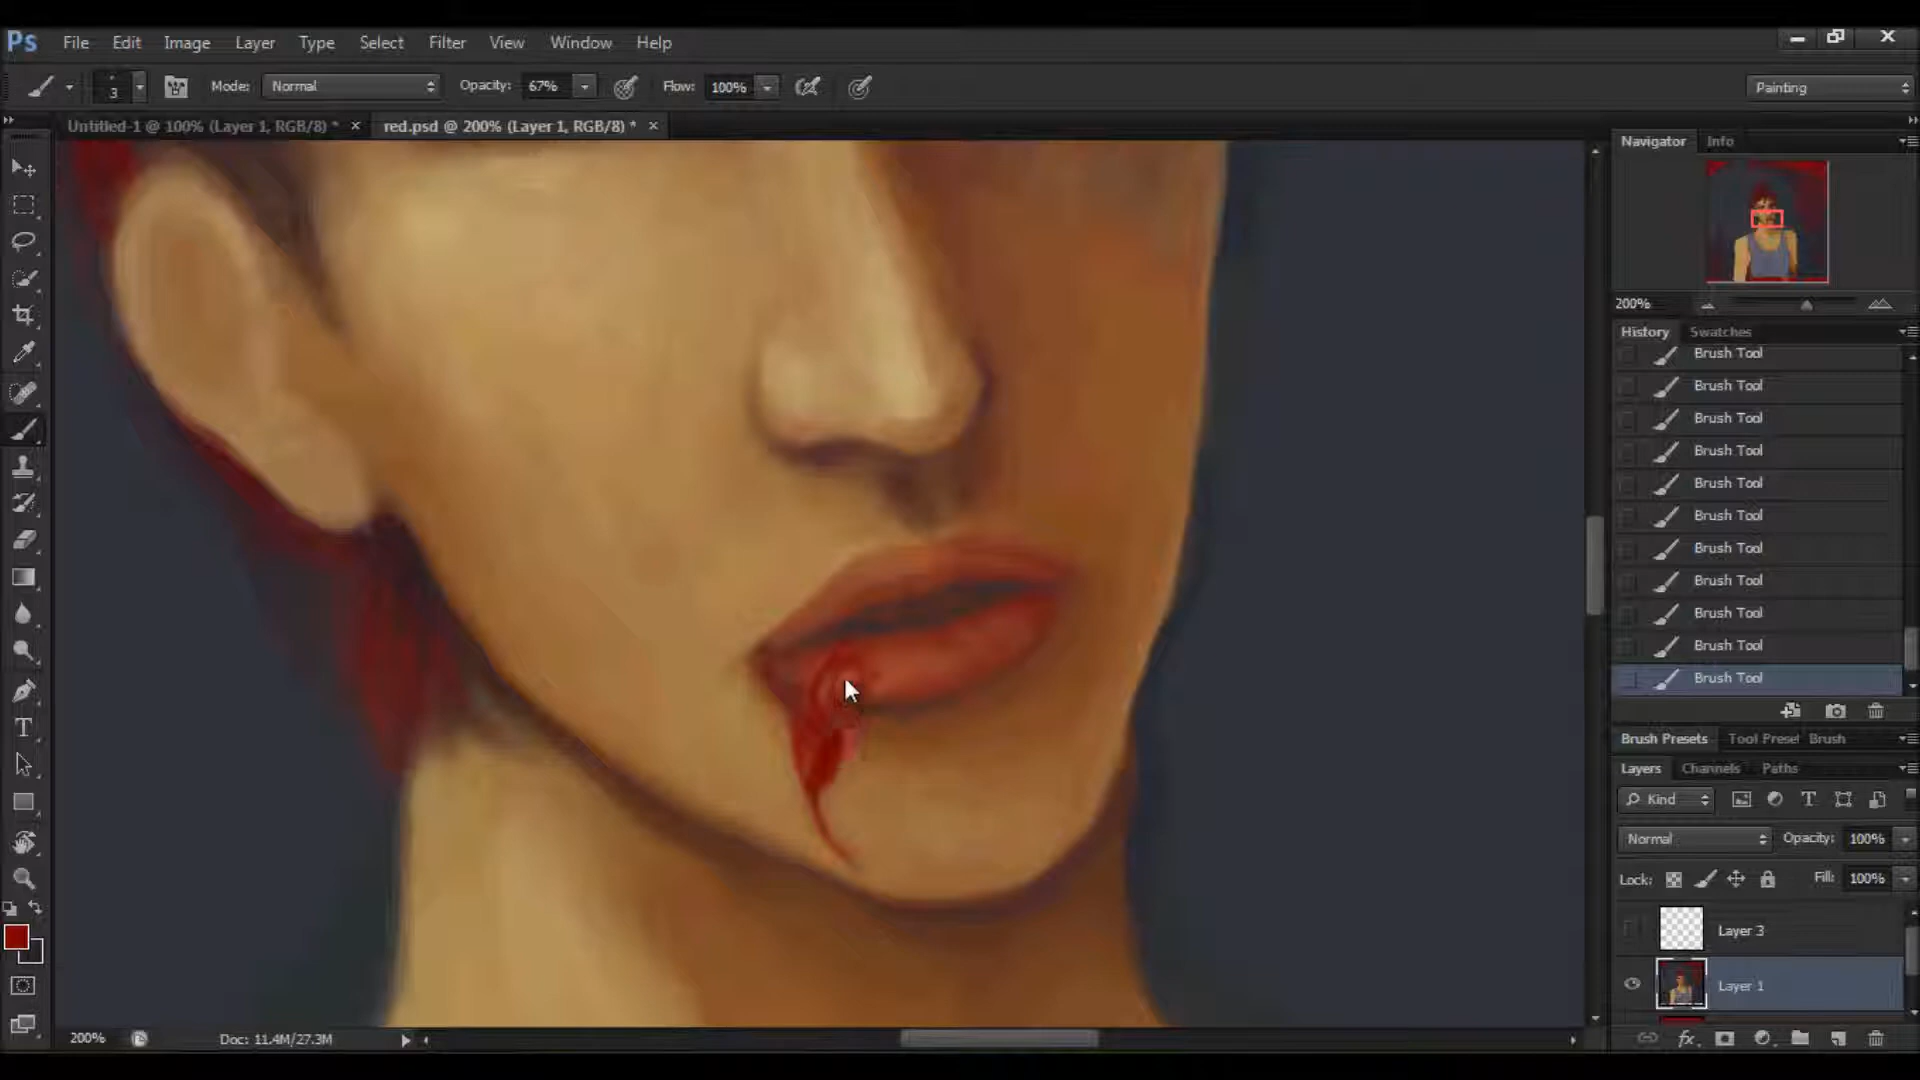 Ps File Edit Image Layer Type Select Filter View Window Help
3 Mode: Normal Opacity: 67% Flow: 100% Painting
Untitled-1 @ 100% (Layer 1, RGB/8) * × red.psd @ 200% (Layer 1, RGB/8) * ×
Navigator Info
200%
History Swatches
Brush Tool
Brush Tool
Brush Tool
Brush Tool
Brush Tool
Brush Tool
Brush Tool
Brush Tool
Brush Tool
Brush Tool
Brush Tool
Brush Presets Tool Preset Brush
Layers Channels Paths
Kind
Normal Opacity: 100%
Lock: Fill: 100%
Layer 3
Layer 1
200% Doc: 11.4M/27.3M